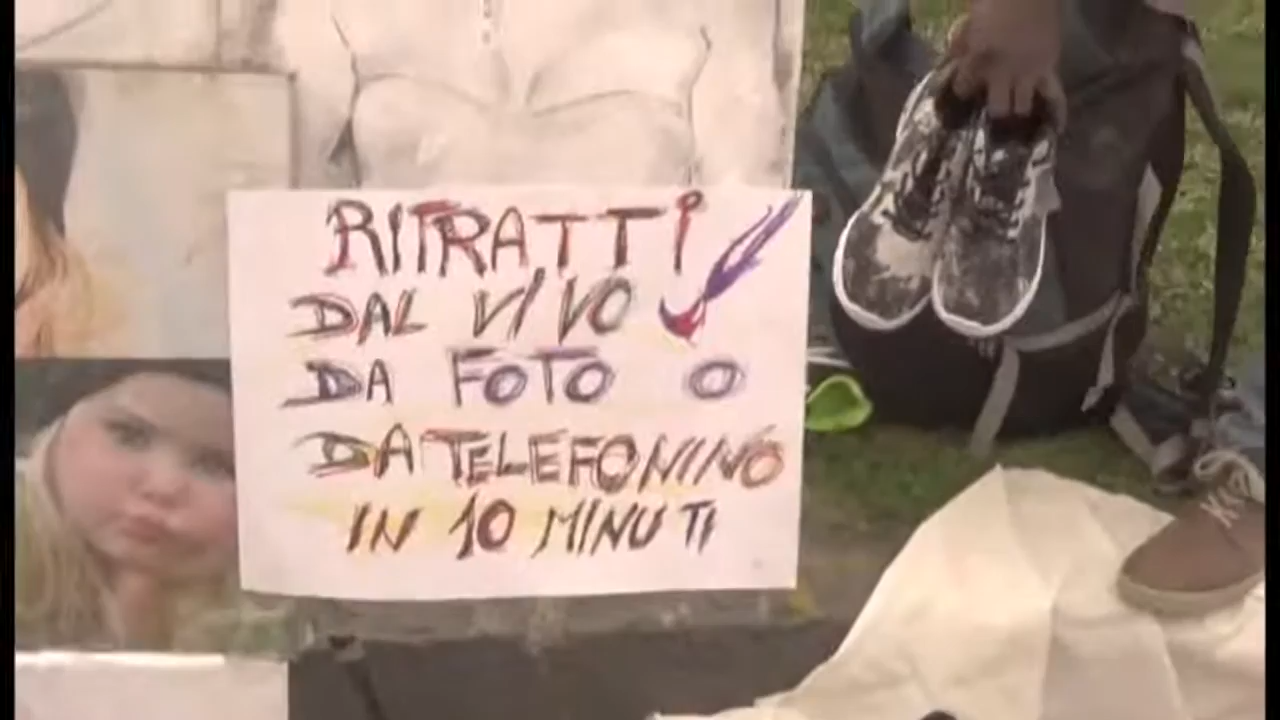 RITRATTI
DAL VIVO
DA FOTO O
DA TELEFONINO
IN 10 MINUTI